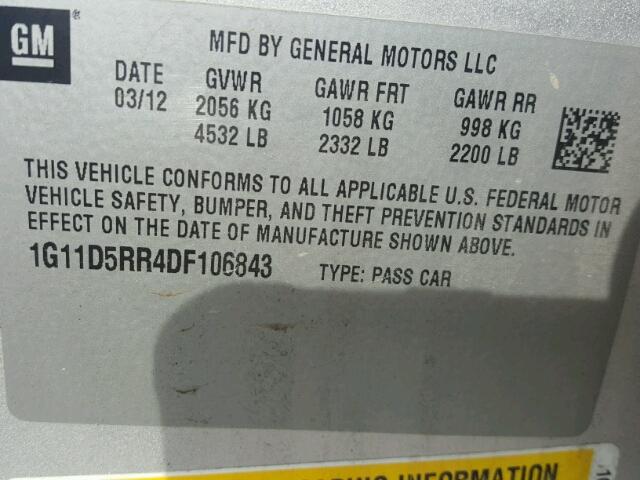 GM ®
MFD BY GENERAL MOTORS LLC
DATE GVWR GAWR FRT GAWR RR
03/12 2056 KG 1058 KG 998 KG
4532 LB 2332 LB 2200 LB
THIS VEHICLE CONFORMS TO ALL APPLICABLE U.S. FEDERAL MOTOR
VEHICLE SAFETY, BUMPER, AND THEFT PREVENTION STANDARDS IN
EFFECT ON THE DATE OF MANUFACTURE SHOWN ABOVE.
1G11D5RR4DF106843 TYPE: PASS CAR
INFORMATION